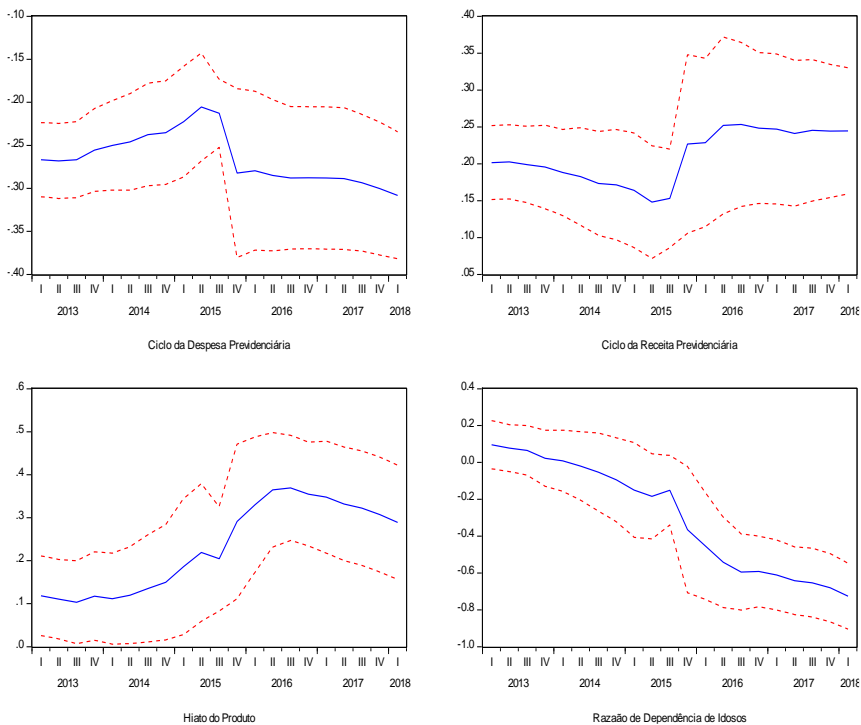 -.10
-.15
-.20
-.25
-.30
-.35
-.40
I II III IV I II III IV I II III IV I II III IV I II III IV I
2013 2014 2015 2016 2017 2018
Ciclo da Despesa Previdenciária
.40
.35
.30
.25
.20
.15
.10
.05
I II III IV I II III IV I II III IV I II III IV I II III IV I
2013 2014 2015 2016 2017 2018
Ciclo da Receita Previdenciária
.6
.5
.4
.3
.2
.1
.0
I II III IV I II III IV I II III IV I II III IV I II III IV I
2013 2014 2015 2016 2017 2018
Hiato do Produto
0.4
0.2
0.0
-0.2
-0.4
-0.6
-0.8
-1.0
I II III IV I II III IV I II III IV I II III IV I II III IV I
2013 2014 2015 2016 2017 2018
Razaão de Dependência de Idosos